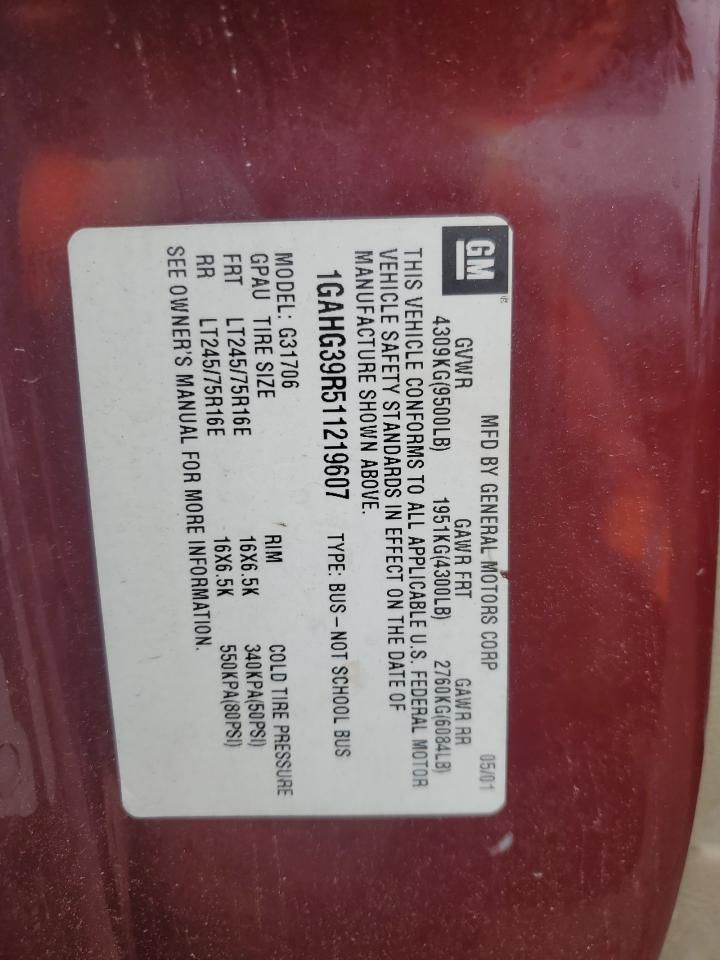 GM
MFD BY GENERAL MOTORS CORP 05/01
GVWR GAWR FRT GAWR RR
4309KG(9500LB) 1951KG(4300LB) 2760KG(6084LB)
THIS VEHICLE CONFORMS TO ALL APPLICABLE U.S. FEDERAL MOTOR
VEHICLE SAFETY STANDARDS IN EFFECT ON THE DATE OF
MANUFACTURE SHOWN ABOVE.
1GAHG39R511219607 TYPE: BUS-NOT SCHOOL BUS
MODEL: G31706
GPAU TIRE SIZE RIM COLD TIRE PRESSURE
FRT LT245/75R16E 16X6.5K 340KPA(50PSI)
RR LT245/75R16E 16X6.5K 550KPA(80PSI)
SEE OWNER'S MANUAL FOR MORE INFORMATION.